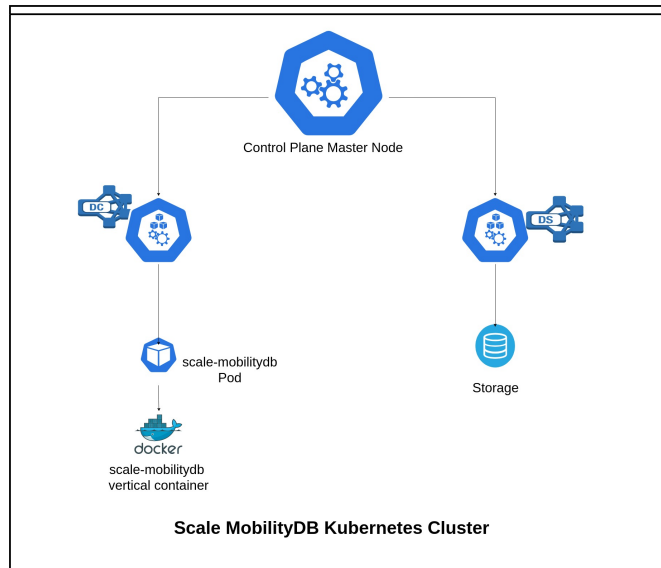 Control Plane Master Node
DC
DS
scale-mobilitydb
Pod
Storage
docker
scale-mobilitydb
vertical container
Scale MobilityDB Kubernetes Cluster